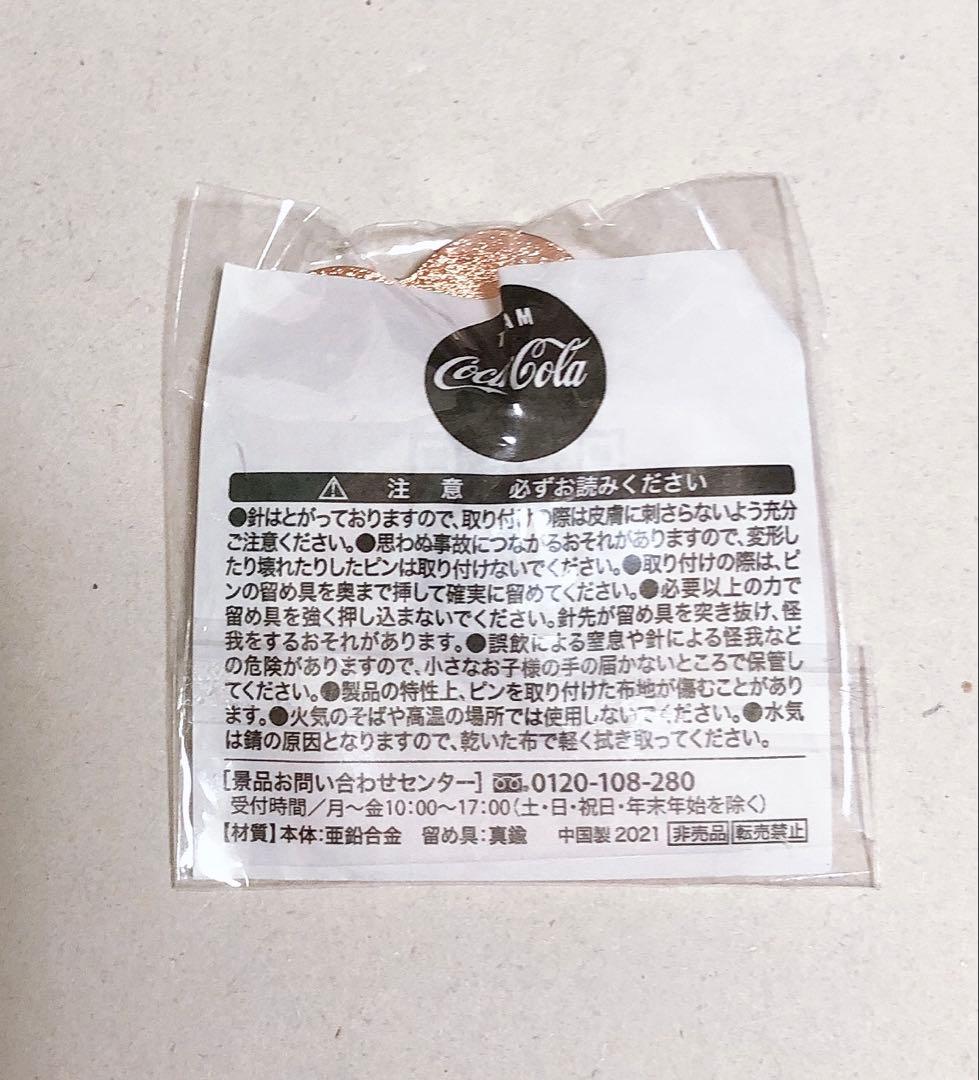 AM
Coca-Cola
注 意 必ずお読みください
●針はとがっておりますので、取り付けの際は皮膚に刺さらないよう充分
ご注意ください。●思わぬ事故につながるおそれがありますので、変形し
たり壊れたりしたピンは取り付けないでください。●取り付けの際は、ピ
ンの留め具を奥まで挿して確実に留めてください。●必要以上の力で
留め具を強く押し込まないでください。針先が留め具を突き抜け、怪
我をするおそれがあります。●誤飲による窒息や針による怪我など
の危険がありますので、小さなお子様の手の届かないところで保管し
てください。●製品の特性上、ピンを取り付けた布地が傷むことがあり
ます。●火気のそばや高温の場所では使用しないでください。●水気
は錆の原因となりますので、乾いた布で軽く拭き取ってください。
[景品お問い合わせセンター] 0120-108-280
受付時間／月〜金10:00〜17:00(土・日・祝日・年末年始を除く)
【材質】本体:亜鉛合金 留め具:真鍮 中国製 2021 非売品 転売禁止